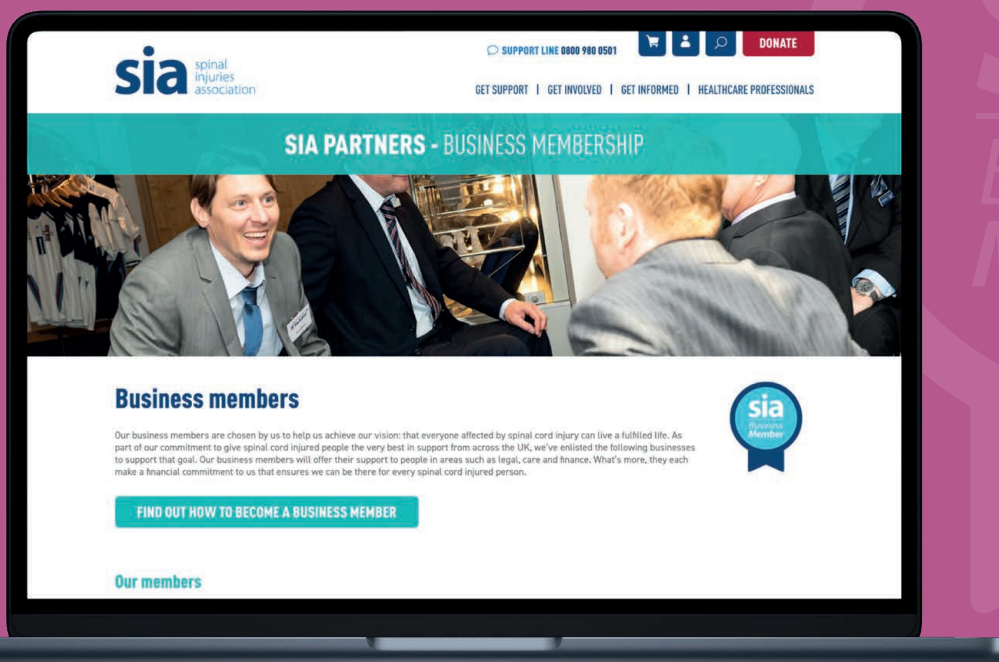 sia spinal
injuries
association
SUPPORT LINE 0800 980 0501
DONATE
GET SUPPORT | GET INVOLVED | GET INFORMED | HEALTHCARE PROFESSIONALS
SIA PARTNERS - BUSINESS MEMBERSHIP
Business members
Our business members are chosen by us to help us achieve our vision: that everyone affected by spinal cord injury can live a fulfilled life. As
part of our commitment to give spinal cord injured people the very best in support from across the UK, we've enlisted the following businesses
to support that goal. Our business members will offer their support to people in areas such as legal, care and finance. What's more, they each
make a financial commitment to us that ensures we can be there for every spinal cord injured person.
sia
Business
Member
FIND OUT HOW TO BECOME A BUSINESS MEMBER
Our members